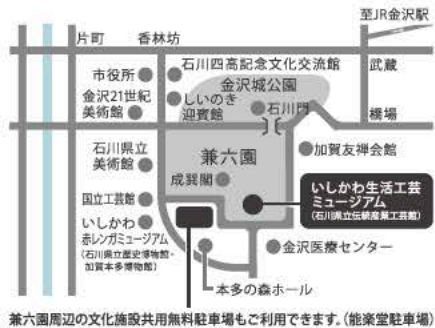 至JR金沢駅
片町
香林坊
武蔵
市役所
石川四高記念文化交流館
金沢城公園
金沢21世紀
美術館
しいのき
迎賓館
石川門
橋場
石川県立
美術館
兼六園
加賀友禅会館
成巽閣
いしかわ生活工芸
ミュージアム
(石川県立伝統産業工芸館)
国立工芸館
いしかわ
赤レンガミュージアム
(石川県立歴史博物館・
加賀本多博物館)
金沢医療センター
本多の森ホール
兼六園周辺の文化施設共用無料駐車場もご利用できます。(能楽堂駐車場)